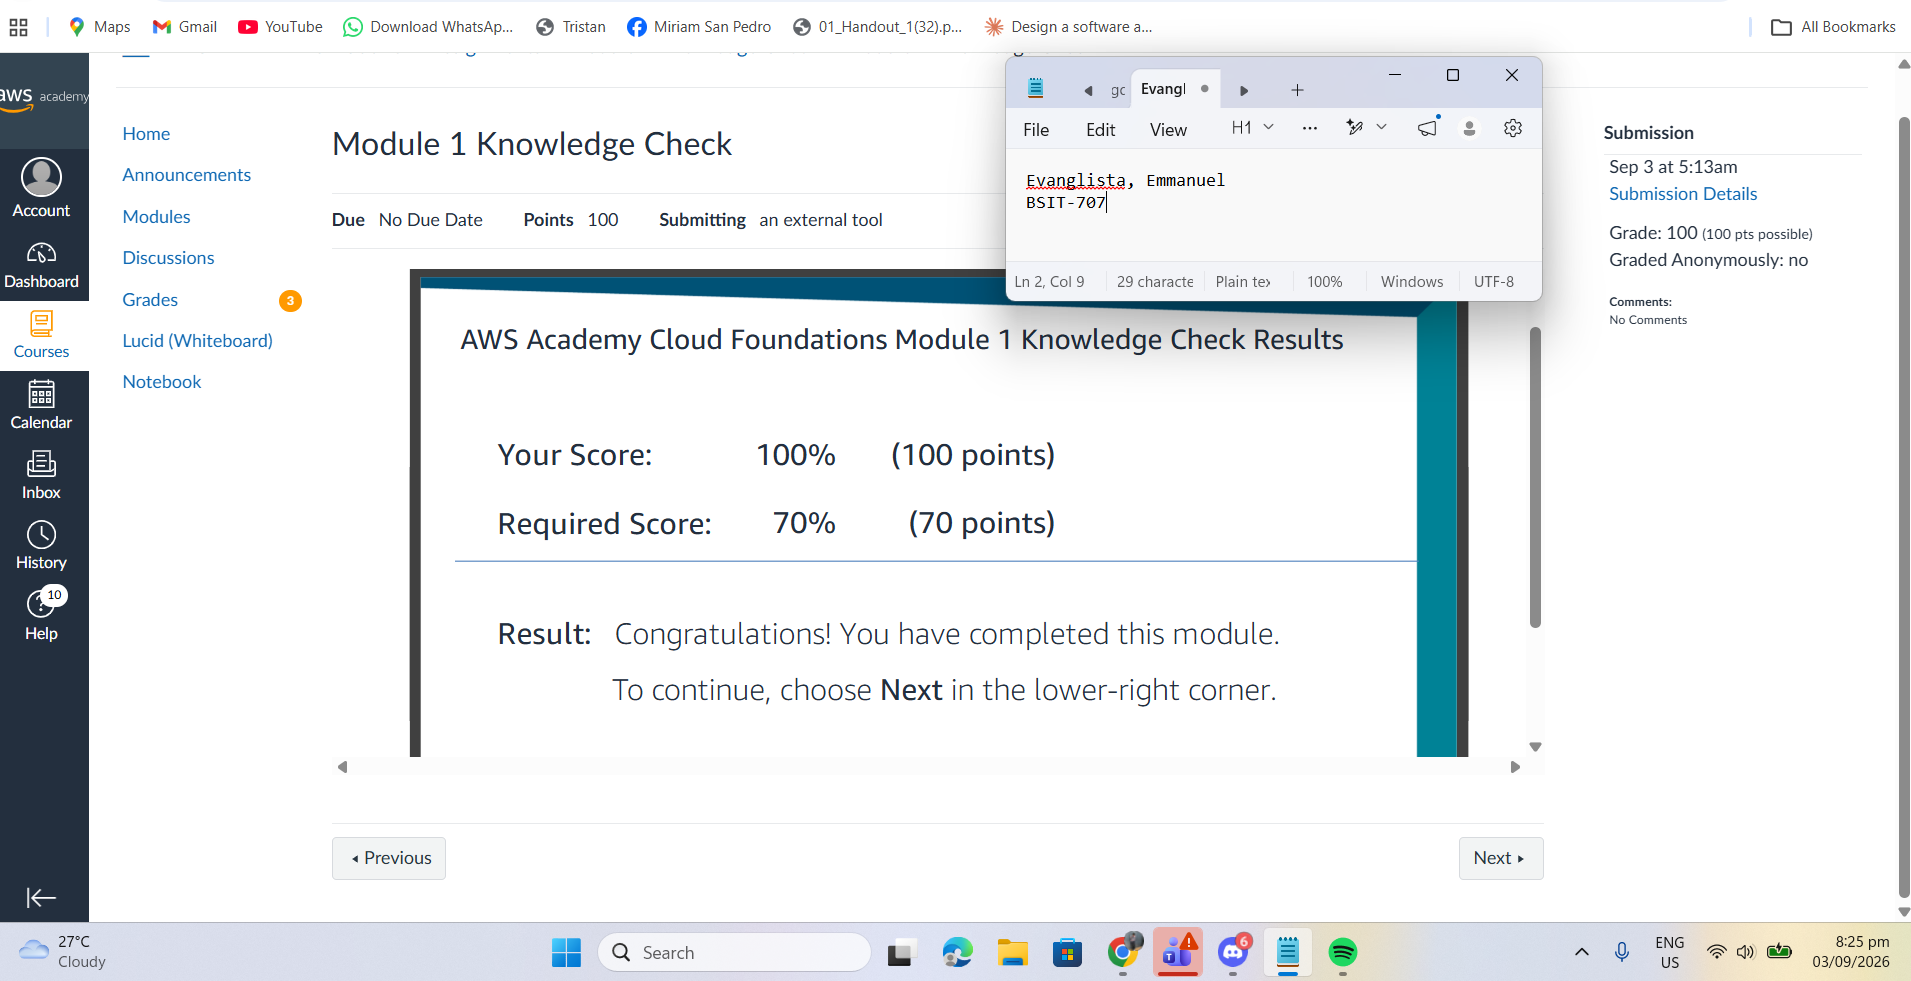 Maps
Gmail
YouTube
Download WhatsAp...
Tristan
Miriam San Pedro
01_Handout_1(32).p...
Design a software a...
All Bookmarks
aws academy
Account
Dashboard
Courses
Calendar
Inbox
History
10
Help
Home
Announcements
Modules
Discussions
Grades
3
Lucid (Whiteboard)
Notebook
Module 1 Knowledge Check
Due No Due Date Points 100 Submitting an external tool
Evangl
File Edit View H1 ...
Evanglista, Emmanuel
BSIT-707
Ln 2, Col 9 29 characte Plain tex 100% Windows UTF-8
AWS Academy Cloud Foundations Module 1 Knowledge Check Results
Your Score: 100% (100 points)
Required Score: 70% (70 points)
Result: Congratulations! You have completed this module.
To continue, choose Next in the lower-right corner.
Previous
Next
Submission
Sep 3 at 5:13am
Submission Details
Grade: 100 (100 pts possible)
Graded Anonymously: no
Comments:
No Comments
27°C
Cloudy
Search
6
ENG
US
8:25 pm
03/09/2026